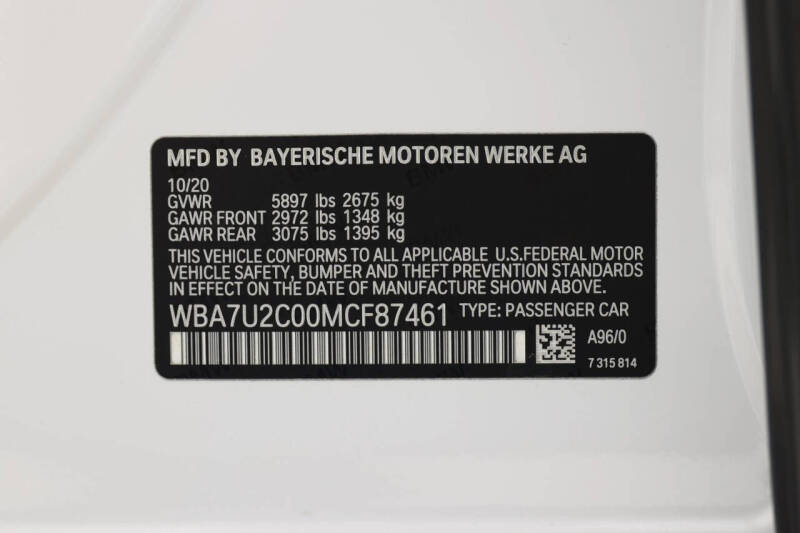 MFD BY BAYERISCHE MOTOREN WERKE AG
10/20
GVWR 5897 lbs 2675 kg
GAWR FRONT 2972 lbs 1348 kg
GAWR REAR 3075 lbs 1395 kg
THIS VEHICLE CONFORMS TO ALL APPLICABLE U.S.FEDERAL MOTOR
VEHICLE SAFETY, BUMPER AND THEFT PREVENTION STANDARDS
IN EFFECT ON THE DATE OF MANUFACTURE SHOWN ABOVE.
WBA7U2C00MCF87461 TYPE: PASSENGER CAR
A96/0
7 315 814